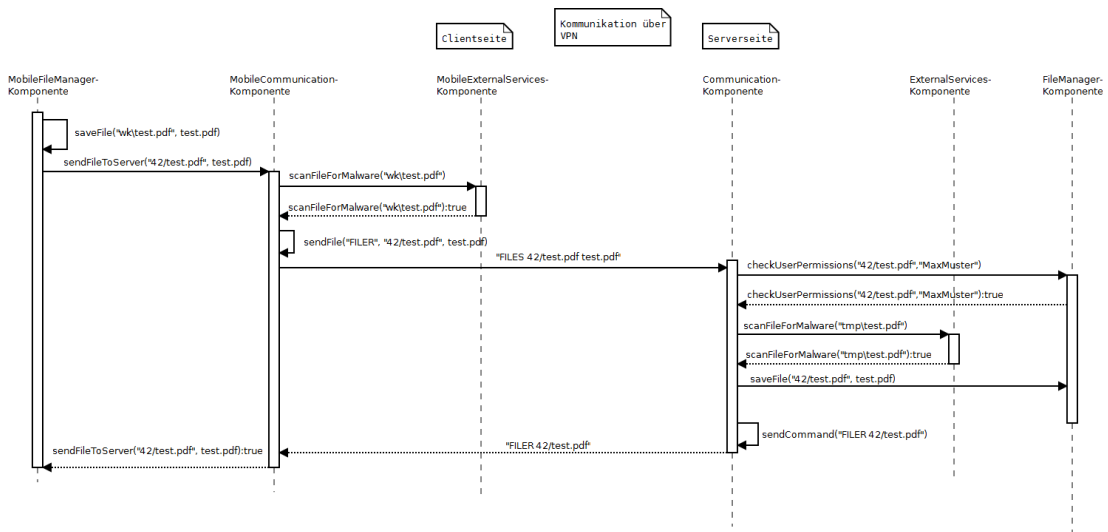 Clientseite
Kommunikation über
VPN
Serverseite
MobileFileManager-
Komponente
MobileCommunication-
Komponente
MobileExternalServices-
Komponente
Communication-
Komponente
ExternalServices-
Komponente
FileManager-
Komponente
saveFile("wk\test.pdf", test.pdf)
sendFileToServer("42/test.pdf", test.pdf)
scanFileForMalware("wk\test.pdf")
scanFileForMalware("wk\test.pdf"):true
sendFile("FILER", "42/test.pdf", test.pdf)
"FILES 42/test.pdf test.pdf"
checkUserPermissions("42/test.pdf","MaxMuster")
checkUserPermissions("42/test.pdf","MaxMuster"):true
scanFileForMalware("tmp\test.pdf")
scanFileForMalware("tmp\test.pdf"):true
saveFile("42/test.pdf", test.pdf)
sendCommand("FILER 42/test.pdf")
"FILER 42/test.pdf"
sendFileToServer("42/test.pdf", test.pdf):true